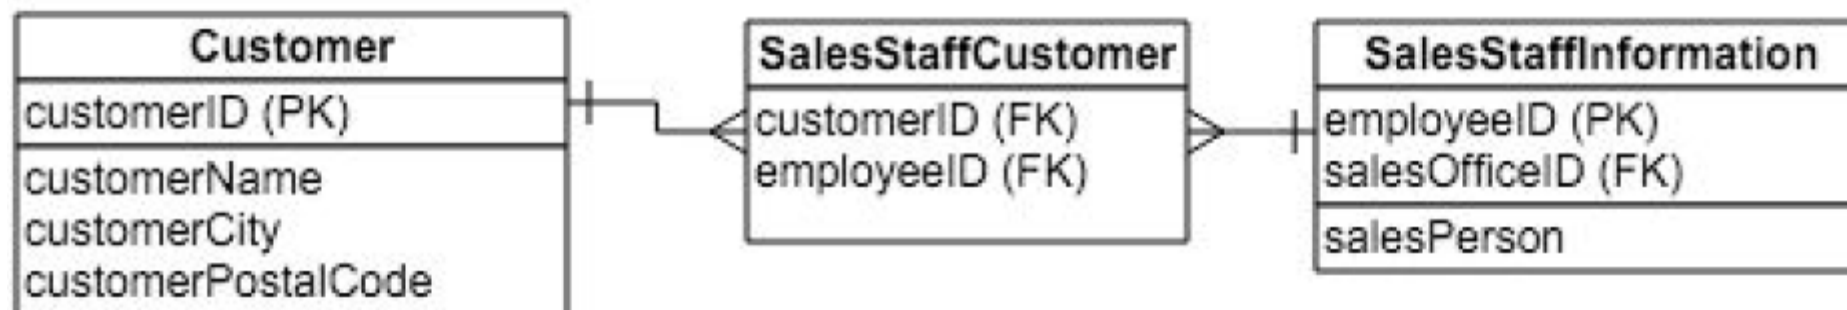 Customer
customerID (PK)
customerName
customerCity
customerPostalCode
SalesStaffCustomer
customerID (FK)
employeeID (FK)
SalesStaffInformation
employeeID (PK)
salesOfficeID (FK)
salesPerson